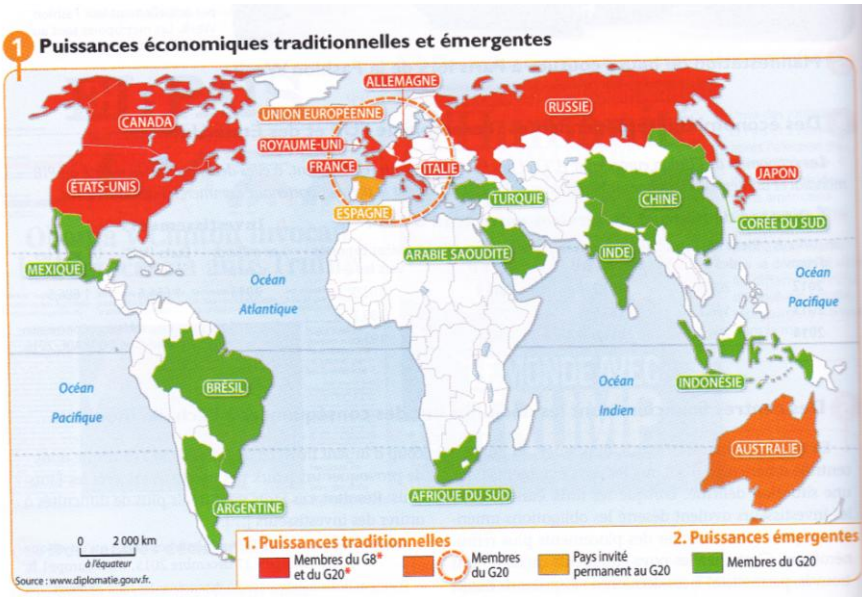 1 Puissances économiques traditionnelles et émergentes
ALLEMAGNE
CANADA
UNION EUROPÉENNE
RUSSIE
ROYAUME-UNI
FRANCE
ITALIE
JAPON
ÉTATS-UNIS
ESPAGNE
TURQUIE
CHINE
CORÉE DU SUD
MEXIQUE
ARABIE SAOUDITE
INDE
Océan
Atlantique
Océan
Pacifique
BRÉSIL
INDONÉSIE
Océan
Pacifique
Océan
Indien
AUSTRALIE
ARGENTINE
AFRIQUE DU SUD
0 2 000 km
à l'équateur
Source : www.diplomatie.gouv.fr.
1. Puissances traditionnelles
Membres du G8*
et du G20*
Membres
du G20
Pays invité
permanent au G20
2. Puissances émergentes
Membres du G20